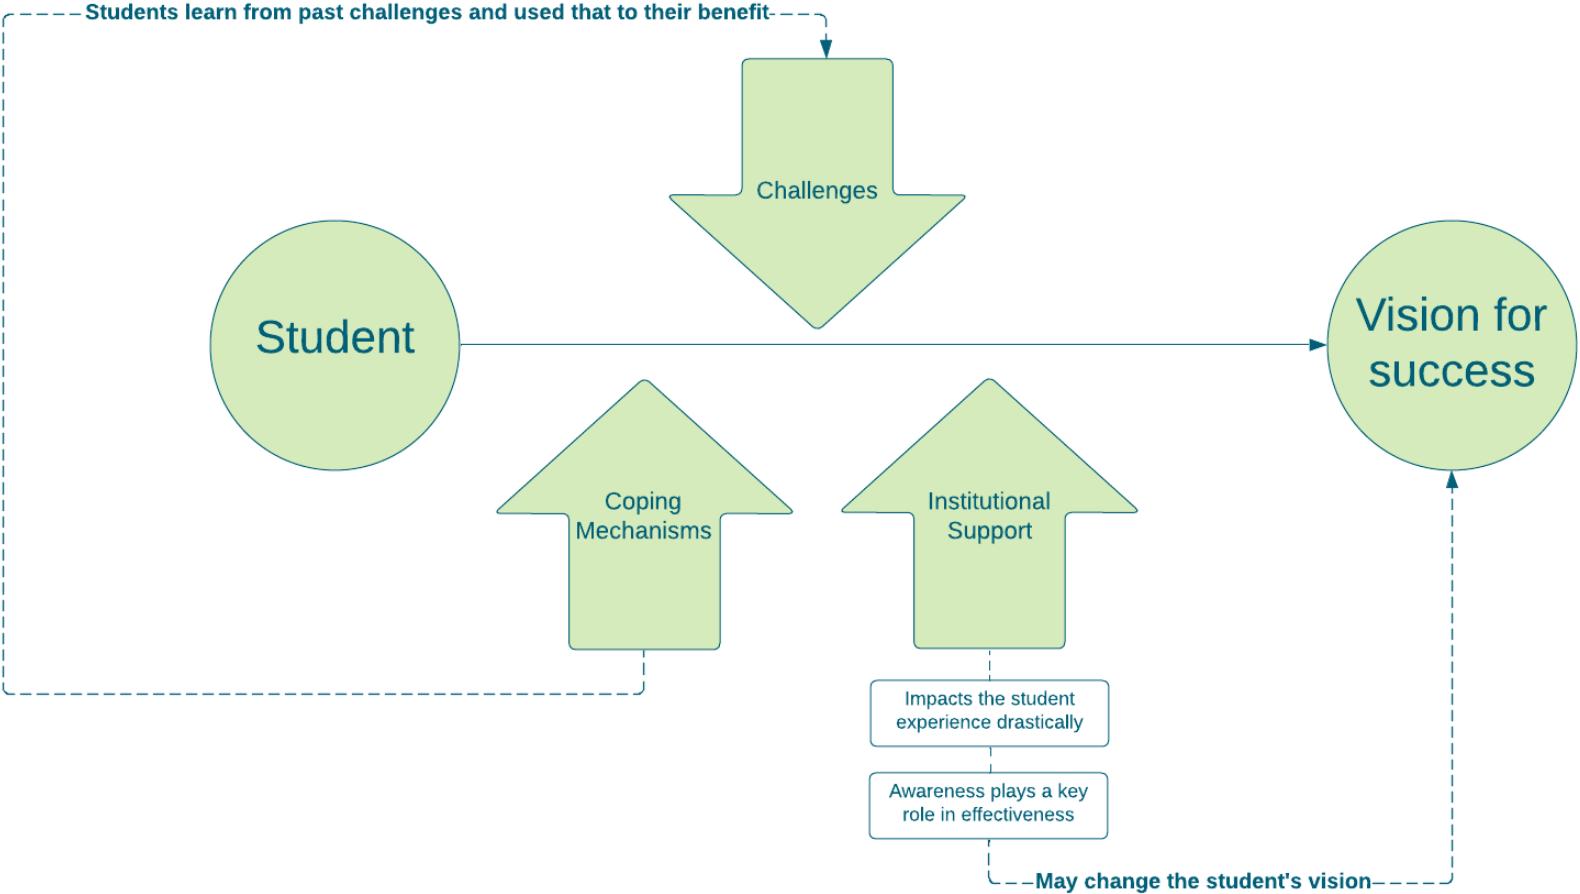 Students learn from past challenges and used that to their benefit
Challenges
Student
Vision for
success
Coping
Mechanisms
Institutional
Support
Impacts the student
experience drastically
Awareness plays a key
role in effectiveness
May change the student's vision